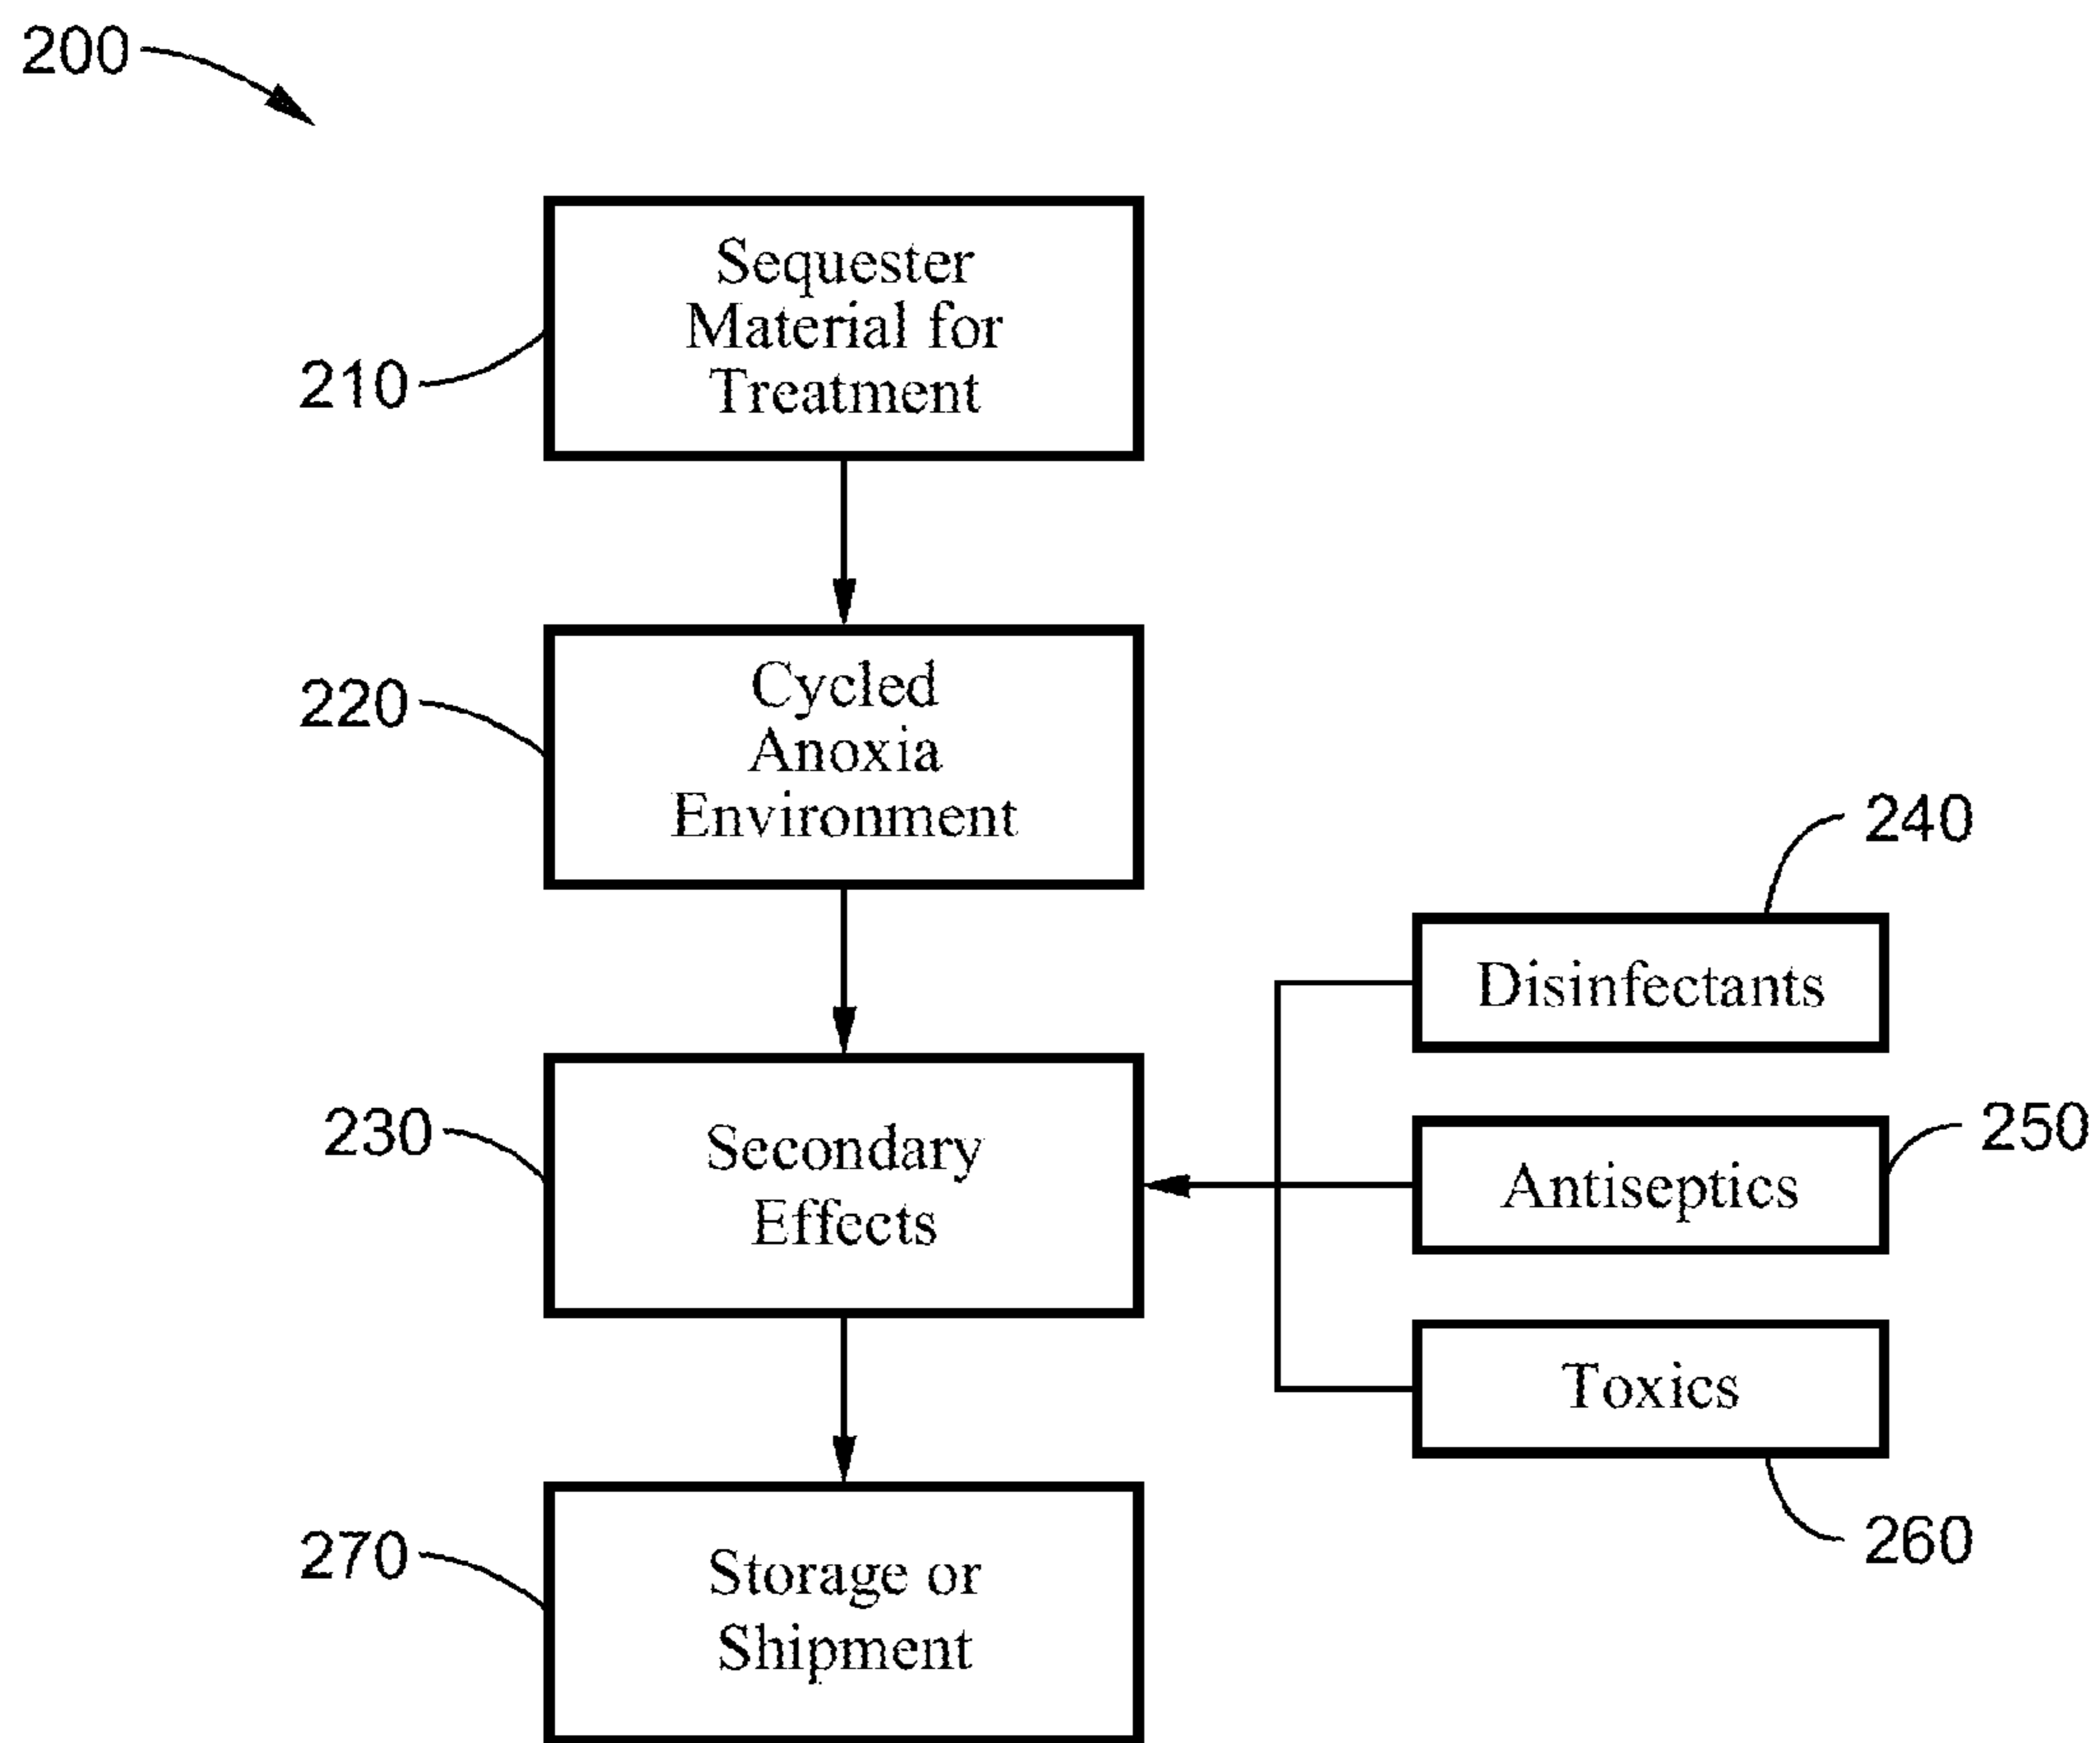 200
210
Sequester
Material for
Treatment
220
Cycled
Anoxia
Environment
230
Secondary
Effects
240
Disinfectants
250
Antiseptics
Toxics
260
270
Storage or
Shipment